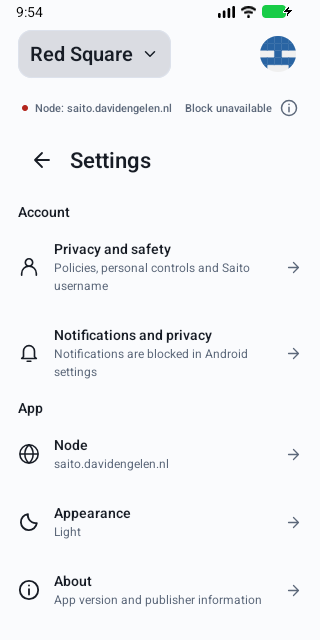 9:54
Red Square
Node: saito.davidengelen.nl Block unavailable
Settings
Account
Privacy and safety
Policies, personal controls and Saito
username
Notifications and privacy
Notifications are blocked in Android
settings
App
Node
saito.davidengelen.nl
Appearance
Light
About
App version and publisher information